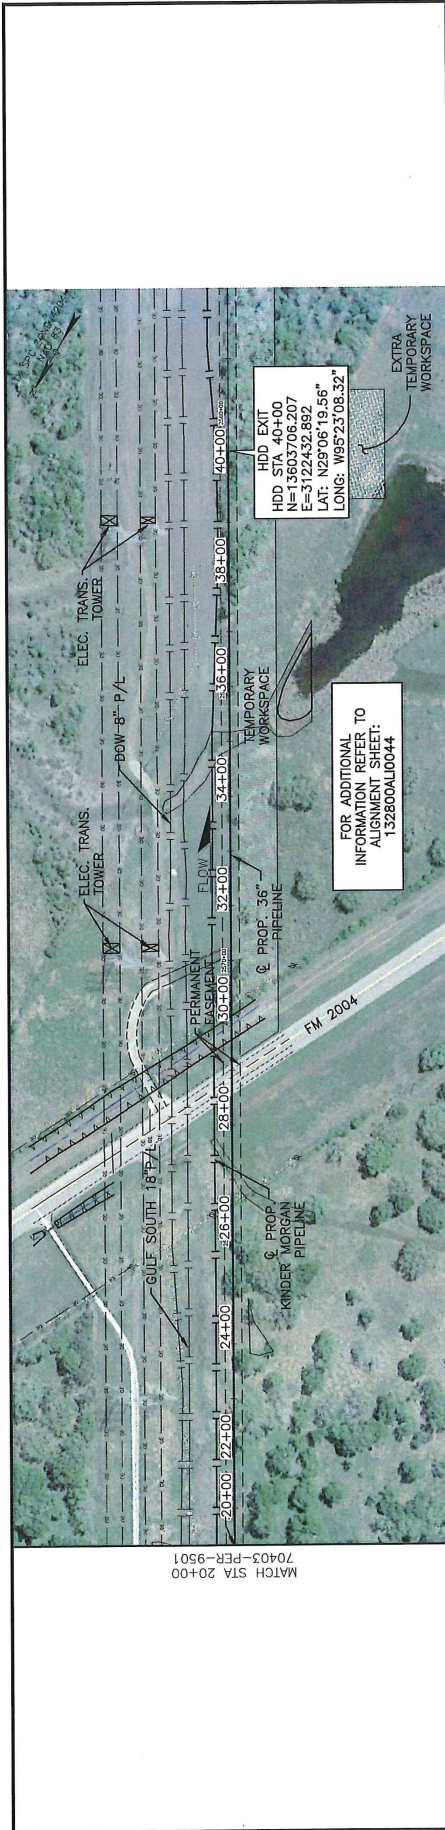 MATCH STA 20+00
70403-PER-9501
20+00
22+00
24+00
26+00
28+00
30+00
32+00
34+00
36+00
38+00
40+00
GULF SOUTH 18" P/L
℄ PROP.
KINDER MORGAN
PIPELINE
PERMANENT
EASEMENT
FM 2004
ELEC. TRANS.
TOWER
FLOW
℄ PROP. 36"
PIPELINE
DOW 8" P/L
TEMPORARY
WORKSPACE
ELEC. TRANS.
TOWER
FOR ADDITIONAL
INFORMATION REFER TO
ALIGNMENT SHEET:
132800ALI0044
HDD EXIT
HDD STA 40+00
N=13603706.207
E=3122432.892
LAT: N29°06'19.56"
LONG: W95°23'08.32"
EXTRA
TEMPORARY
WORKSPACE
NAD 83